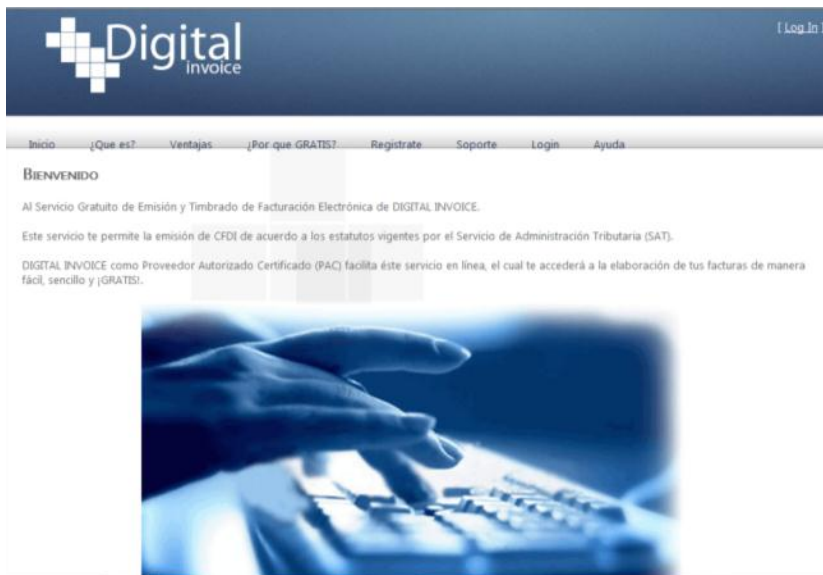 Digital
invoice
[ Log In ]
Inicio ¿Que es? Ventajas ¿Por que GRATIS? Registrate Soporte Login Ayuda
BIENVENIDO
Al Servicio Gratuito de Emisión y Timbrado de Facturación Electrónica de DIGITAL INVOICE.
Este servicio te permite la emisión de CFDI de acuerdo a los estatutos vigentes por el Servicio de Administración Tributaria (SAT).
DIGITAL INVOICE como Proveedor Autorizado Certificado (PAC) facilita éste servicio en línea, el cual te accederá a la elaboración de tus facturas de manera
fácil, sencillo y ¡GRATIS!.